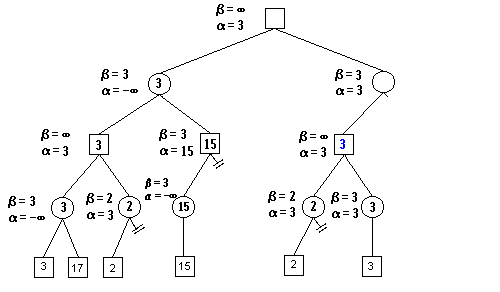 β = ∞
α = 3
β = 3
α = −∞
3
β = 3
α = 3
β = ∞
α = 3
3
β = 3
α = 15
15
β = ∞
α = 3
3
β = 3
α = −∞
3
β = 2
α = 3
2
β = 3
α = −∞
15
β = 2
α = 3
2
β = 3
α = 3
3
3
17
2
15
2
3